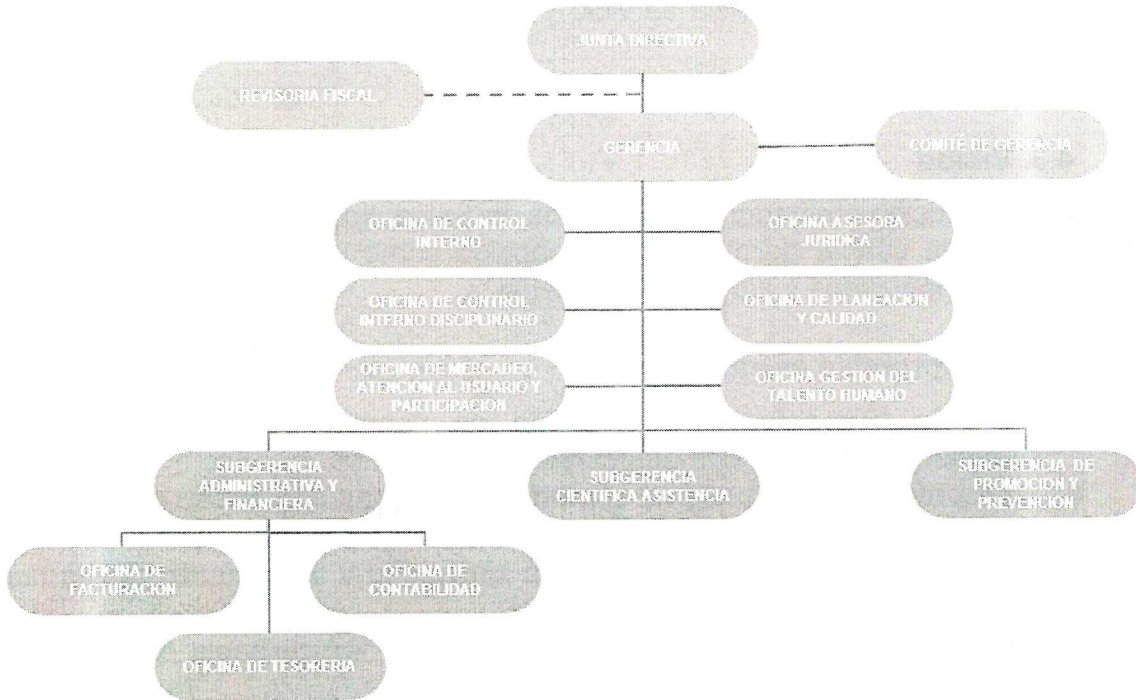 JUNTA DIRECTIVA
REVISORIA FISCAL
GERENCIA
COMITÉ DE GERENCIA
OFICINA DE CONTROL
INTERNO
OFICINA ASESORA
JURIDICA
OFICINA DE CONTROL
INTERNO DISCIPLINARIO
OFICINA DE PLANEACION
Y CALIDAD
OFICINA DE MERCADEO,
ATENCION AL USUARIO Y
PARTICIPACION
OFICINA GESTION DEL
TALENTO HUMANO
SUBGERENCIA
ADMINISTRATIVA Y
FINANCIERA
SUBGERENCIA
CIENTIFICA ASISTENCIA
SUBGERENCIA DE
PROMOCION Y
PREVENCION
OFICINA DE
FACTURACION
OFICINA DE
CONTABILIDAD
OFICINA DE TESORERIA